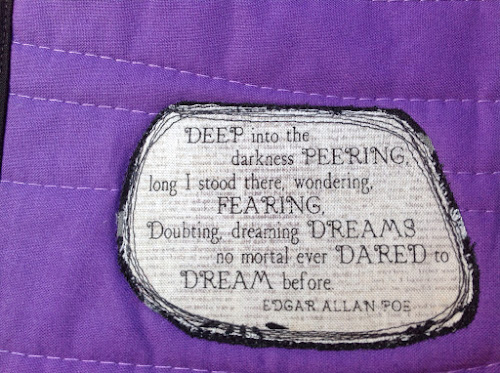 DEEP into the
darkness PEERING,
long I stood there, wondering,
FEARING,
Doubting, dreaming DREAMS
no mortal ever DARED to
DREAM before.
EDGAR ALLAN POE